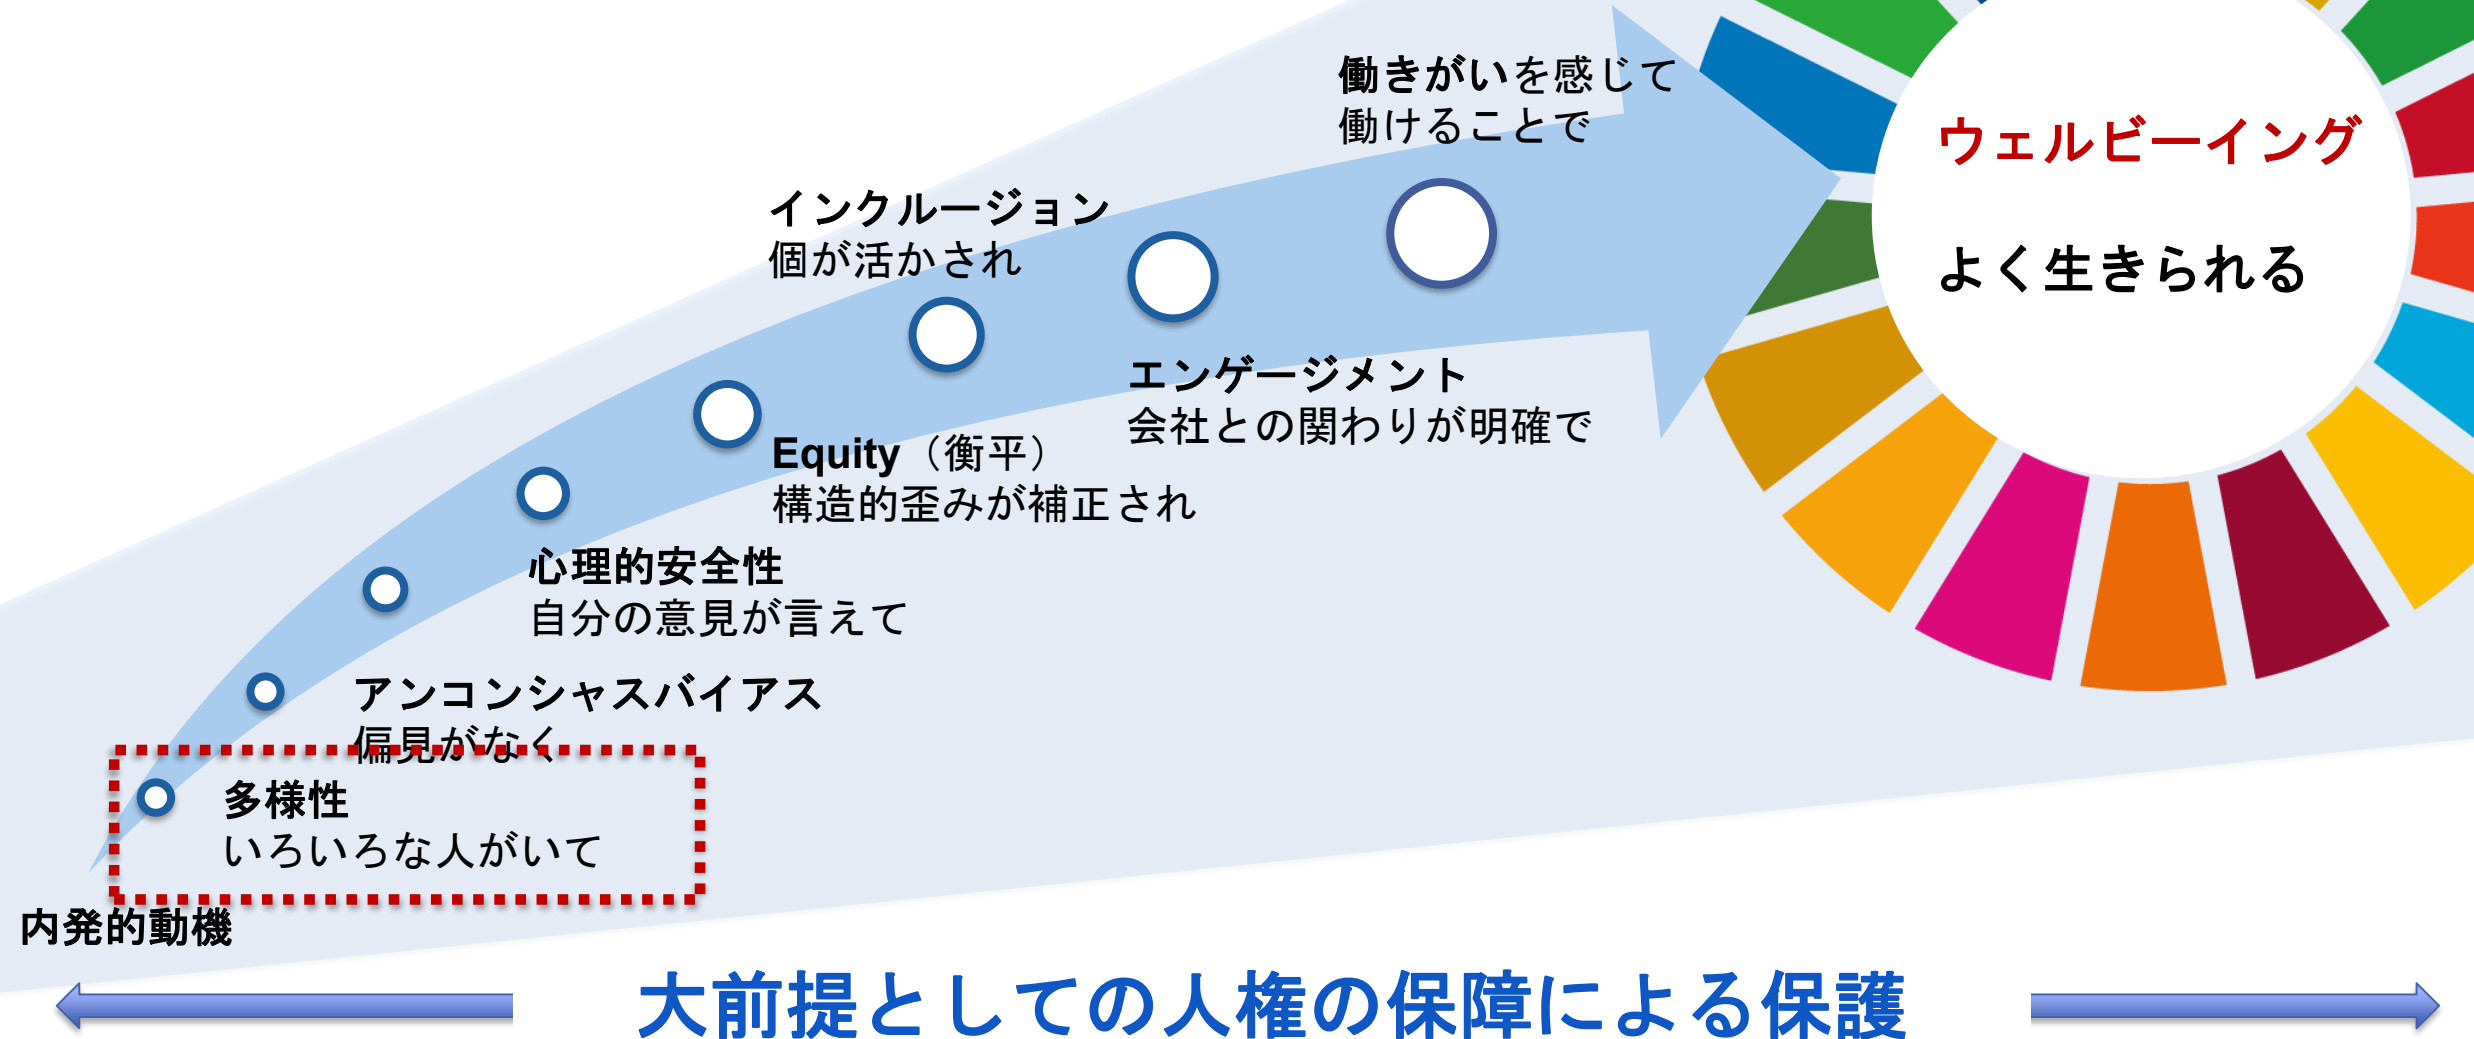 働きがいを感じて
働けることで
ウェルビーイング
よく生きられる
インクルージョン
個が活かされ
エンゲージメント
会社との関わりが明確で
Equity（衡平）
構造的歪みが補正され
心理的安全性
自分の意見が言えて
アンコンシャスバイアス
偏見がなく
多様性
いろいろな人がいて
内発的動機
大前提としての人権の保障による保護